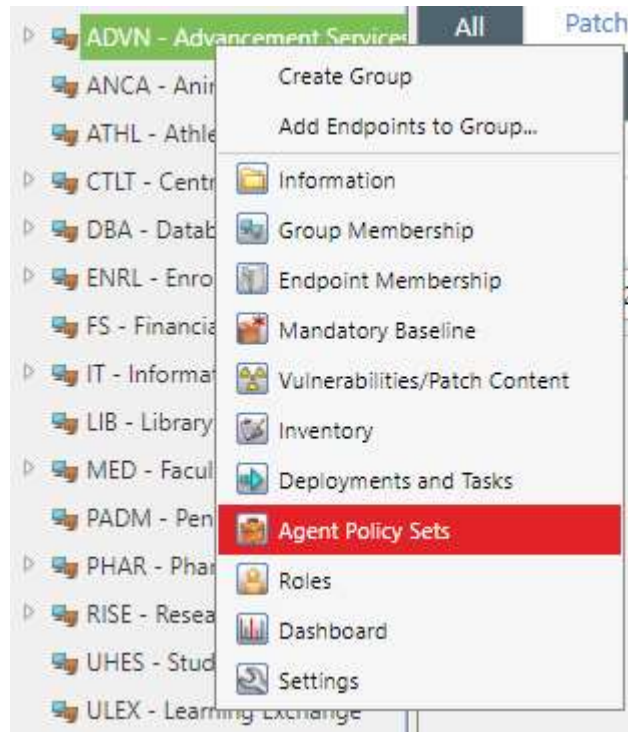 ADVN - Advancement Services
All
Patch
ANCA - Anir
ATHL - Athle
CTLT - Centr
DBA - Datab
ENRL - Enro
FS - Financia
IT - Informat
LIB - Library
MED - Facul
PADM - Pen
PHAR - Phar
RISE - Resea
UHES - Stud
ULEX - Learning Exchange
Create Group
Add Endpoints to Group...
Information
Group Membership
Endpoint Membership
Mandatory Baseline
Vulnerabilities/Patch Content
Inventory
Deployments and Tasks
Agent Policy Sets
Roles
Dashboard
Settings